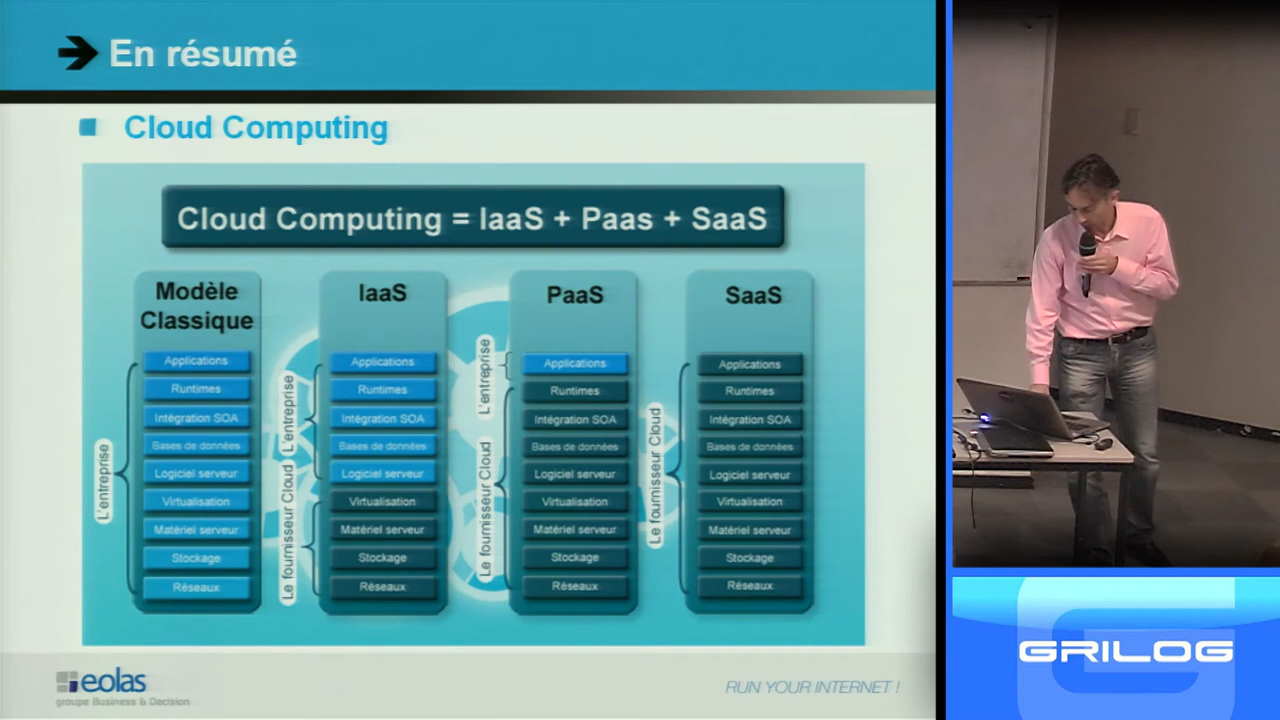 En résumé
Cloud Computing
Cloud Computing = IaaS + Paas + SaaS
Modèle
Classique
Applications
Runtimes
Intégration SOA
Bases de données
Logiciel serveur
Virtualisation
Matériel serveur
Stockage
Réseaux
L'entreprise
IaaS
Applications
Runtimes
Intégration SOA
Bases de données
Logiciel serveur
Virtualisation
Matériel serveur
Stockage
Réseaux
L'entreprise
Le fournisseur Cloud
PaaS
Applications
Runtimes
Intégration SOA
Bases de données
Logiciel serveur
Virtualisation
Matériel serveur
Stockage
Réseaux
L'entreprise
Le fournisseur Cloud
SaaS
Applications
Runtimes
Intégration SOA
Bases de données
Logiciel serveur
Virtualisation
Matériel serveur
Stockage
Réseaux
Le fournisseur Cloud
eolas
groupe Business & Decision
RUN YOUR INTERNET !
GRILOG